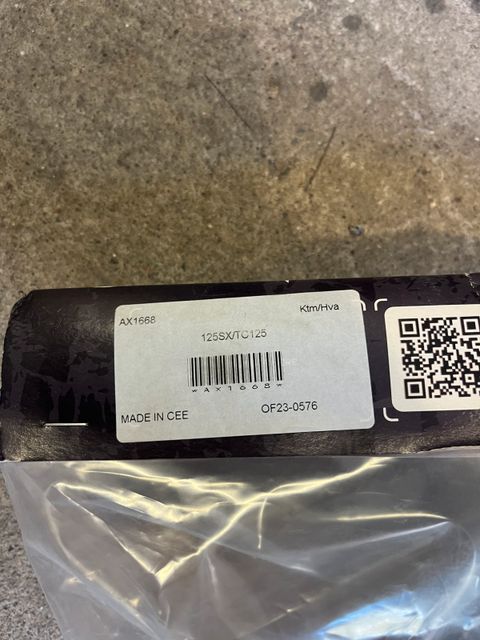 AX1668
Ktm/Hva
125SX/TC125
*AX1668*
MADE IN CEE
OF23-0576